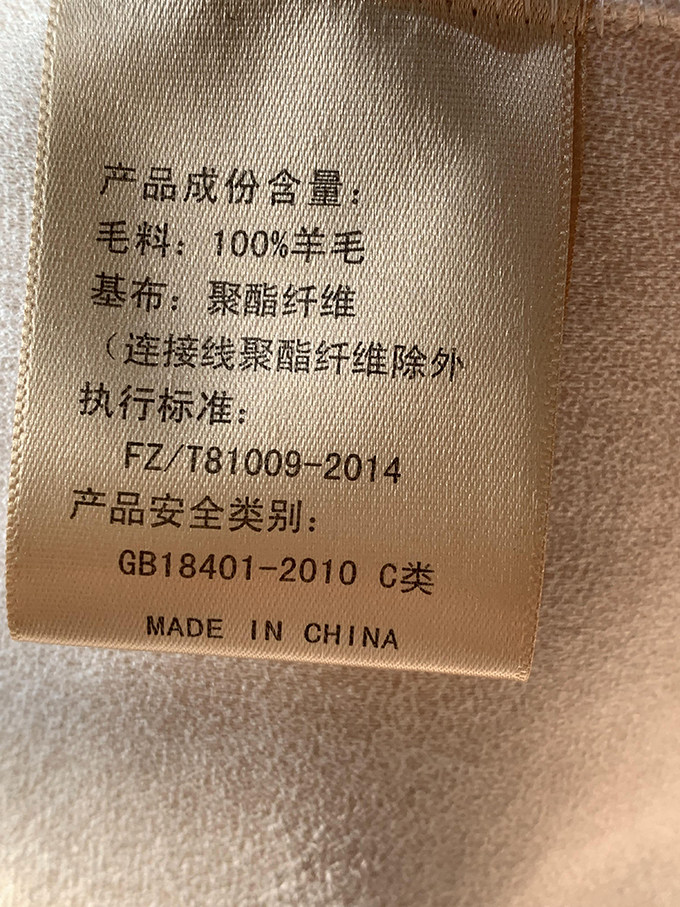 产品成份含量：
毛料：100%羊毛
基布：聚酯纤维
（连接线聚酯纤维除外
执行标准：
FZ/T81009-2014
产品安全类别：
GB18401-2010 C类
MADE IN CHINA